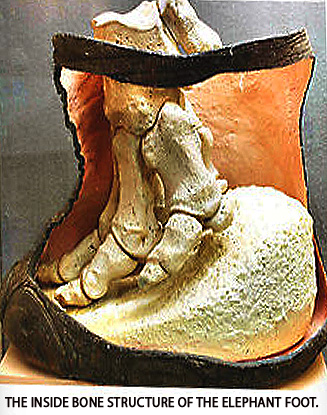 THE INSIDE BONE STRUCTURE OF THE ELEPHANT FOOT.